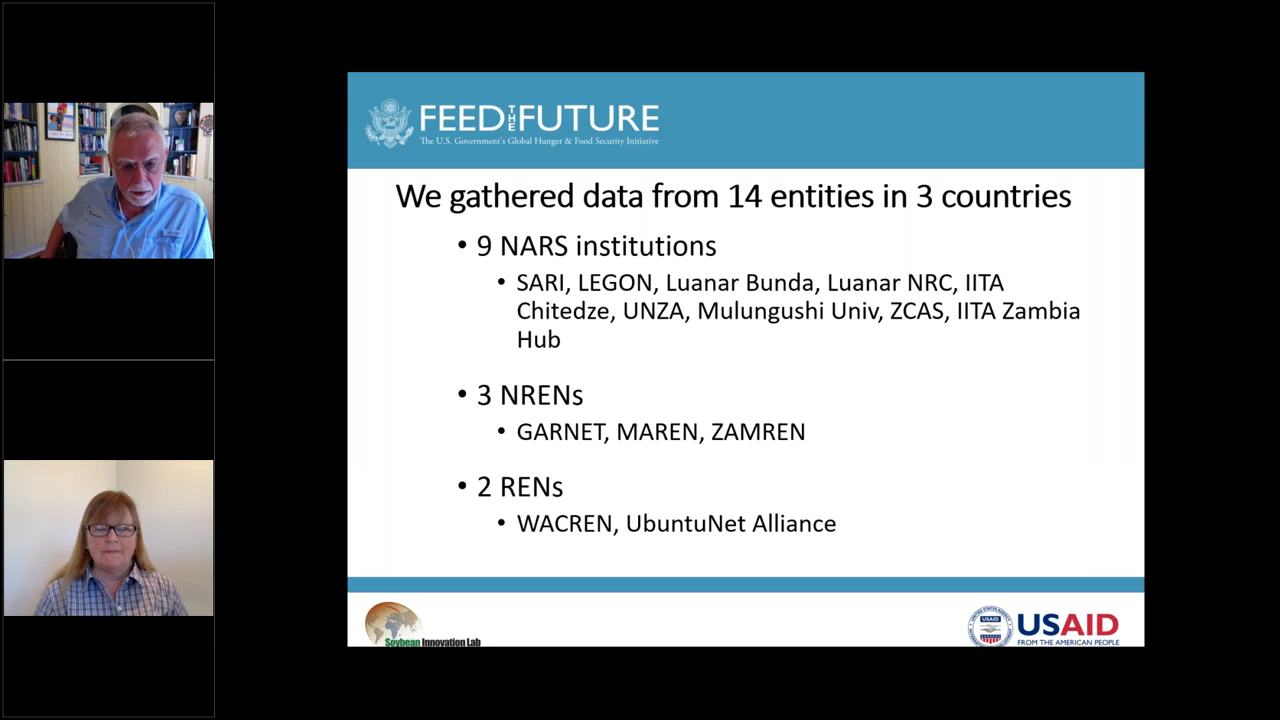 FEED THE FUTURE
The U.S. Government's Global Hunger & Food Security Initiative
We gathered data from 14 entities in 3 countries
• 9 NARS institutions
• SARI, LEGON, Luanar Bunda, Luanar NRC, IITA
Chitedze, UNZA, Mulungushi Univ, ZCAS, IITA Zambia
Hub
• 3 NRENs
• GARNET, MAREN, ZAMREN
• 2 RENs
• WACREN, UbuntuNet Alliance
Soybean Innovation Lab
USAID
USAID
FROM THE AMERICAN PEOPLE